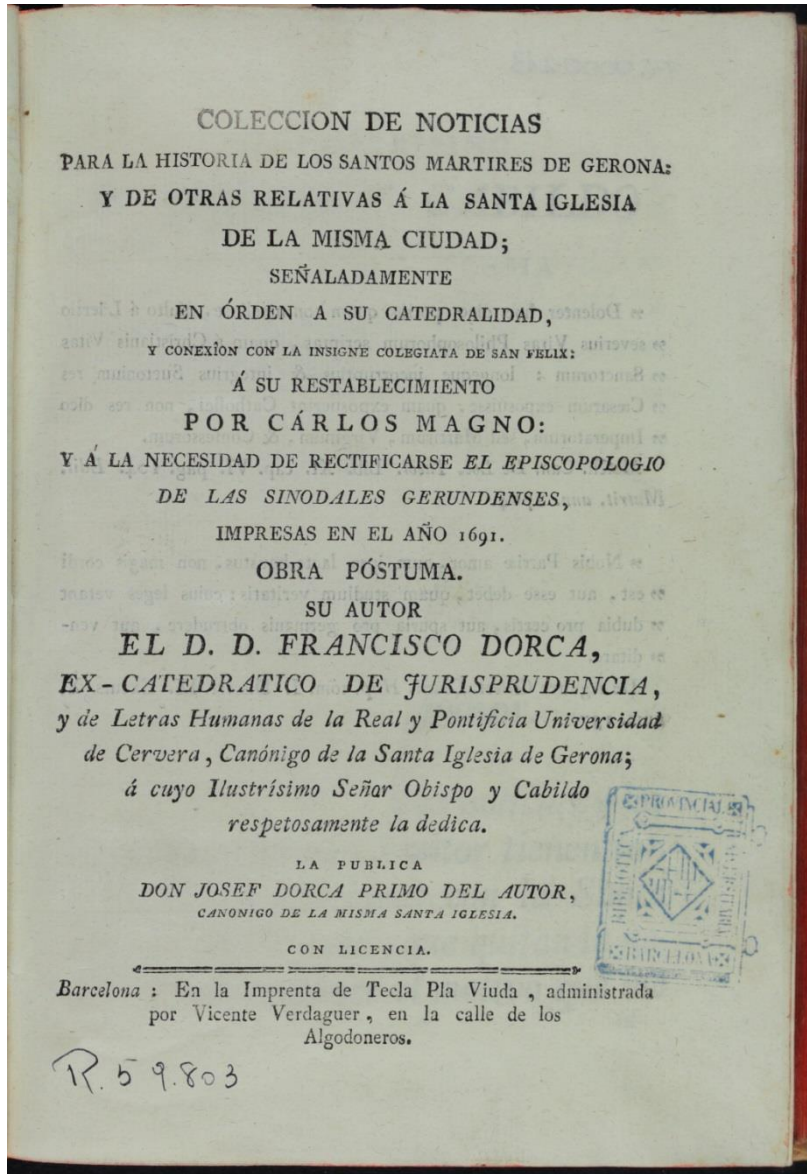 COLECCION DE NOTICIAS
PARA LA HISTORIA DE LOS SANTOS MARTIRES DE GERONA:
Y DE OTRAS RELATIVAS Á LA SANTA IGLESIA
DE LA MISMA CIUDAD;
SEÑALADAMENTE
EN ÓRDEN A SU CATEDRALIDAD,
Y CONEXÎON CON LA INSIGNE COLEGIATA DE SAN FELIX:
Á SU RESTABLECIMIENTO
POR CÁRLOS MAGNO:
Y Á LA NECESIDAD DE RECTIFICARSE EL EPISCOPOLOGIO
DE LAS SINODALES GERUNDENSES,
IMPRESAS EN EL AÑO 1691.
OBRA PÓSTUMA.
SU AUTOR
EL D. D. FRANCISCO DORCA,
EX-CATEDRATICO DE JURISPRUDENCIA,
y de Letras Humanas de la Real y Pontificia Universidad
de Cervera, Canónigo de la Santa Iglesia de Gerona;
á cuyo Ilustrísimo Señor Obispo y Cabildo
respetosamente la dedica.
LA PUBLICA
DON JOSEF DORCA PRIMO DEL AUTOR,
CANONIGO DE LA MISMA SANTA IGLESIA.
CON LICENCIA.
Barcelona: En la Imprenta de Tecla Pla Viuda, administrada
por Vicente Verdaguer, en la calle de los
Algodoneros.
R. 59.803
PROVINCIAL
BIBLIOTECA
BARCELONA